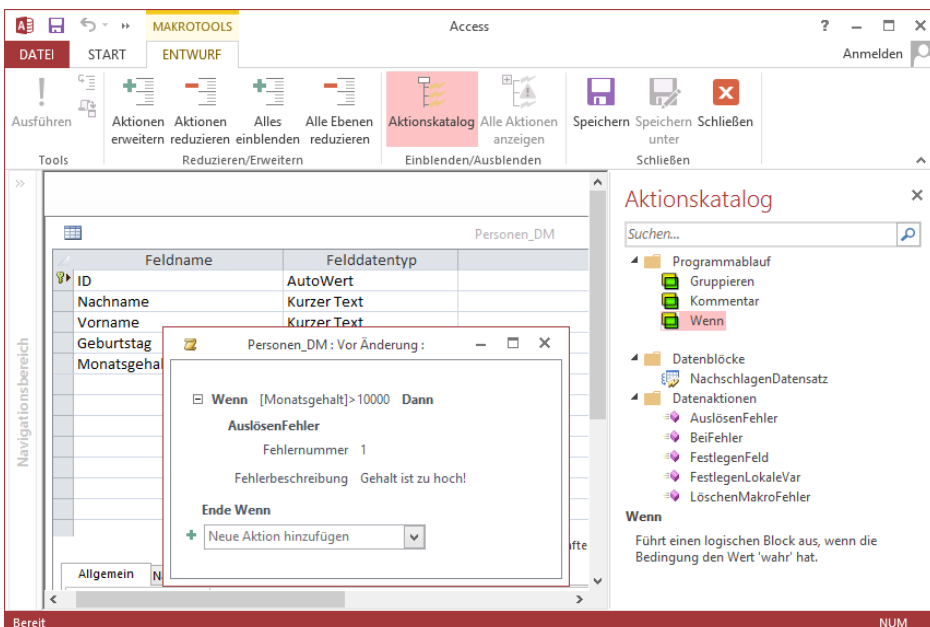 MAKROTOOLS
Access
?
DATEI START ENTWURF
Anmelden
Ausführen
Aktionen erweitern
Aktionen reduzieren
Alles einblenden
Alle Ebenen reduzieren
Aktionskatalog
Alle Aktionen anzeigen
Speichern
Speichern unter
Schließen
Tools
Reduzieren/Erweitern
Einblenden/Ausblenden
Schließen
Navigationsbereich
Personen_DM
Feldname Felddatentyp
ID AutoWert
Nachname Kurzer Text
Vorname Kurzer Text
Geburtstag
Monatsgehal
Personen_DM : Vor Änderung :
Wenn [Monatsgehalt]>10000 Dann
AuslösenFehler
Fehlernummer 1
Fehlerbeschreibung Gehalt ist zu hoch!
Ende Wenn
Neue Aktion hinzufügen
Allgemein
Aktionskatalog
Suchen...
Programmablauf
Gruppieren
Kommentar
Wenn
Datenblöcke
NachschlagenDatensatz
Datenaktionen
AuslösenFehler
BeiFehler
FestlegenFeld
FestlegenLokaleVar
LöschenMakroFehler
Wenn
Führt einen logischen Block aus, wenn die
Bedingung den Wert 'wahr' hat.
Bereit
NUM